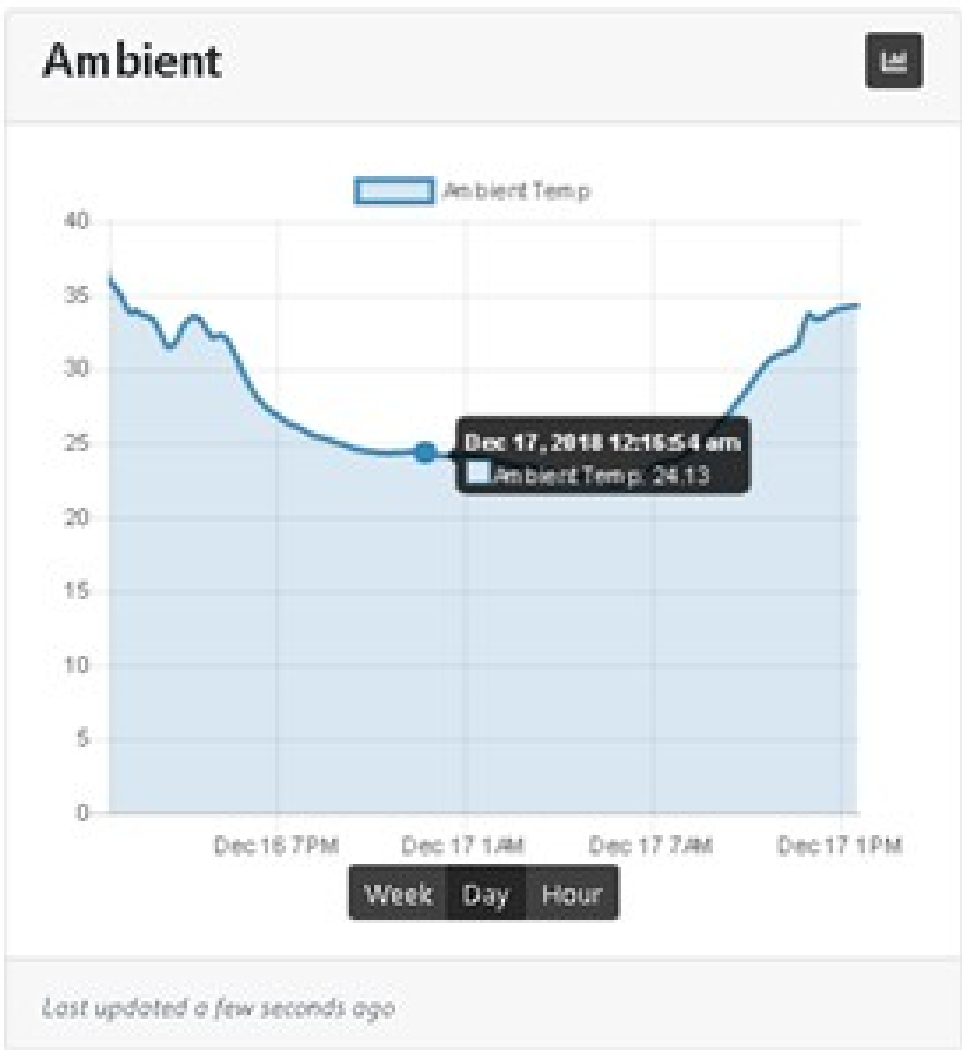 Ambient
Ambient Temp
40
35
30
25
20
15
10
5
0
Dec 17, 2018 12:16:54 am
Ambient Temp: 24.13
Dec 16 7PM Dec 17 1AM Dec 17 7AM Dec 17 1PM
Week Day Hour
Last updated a few seconds ago